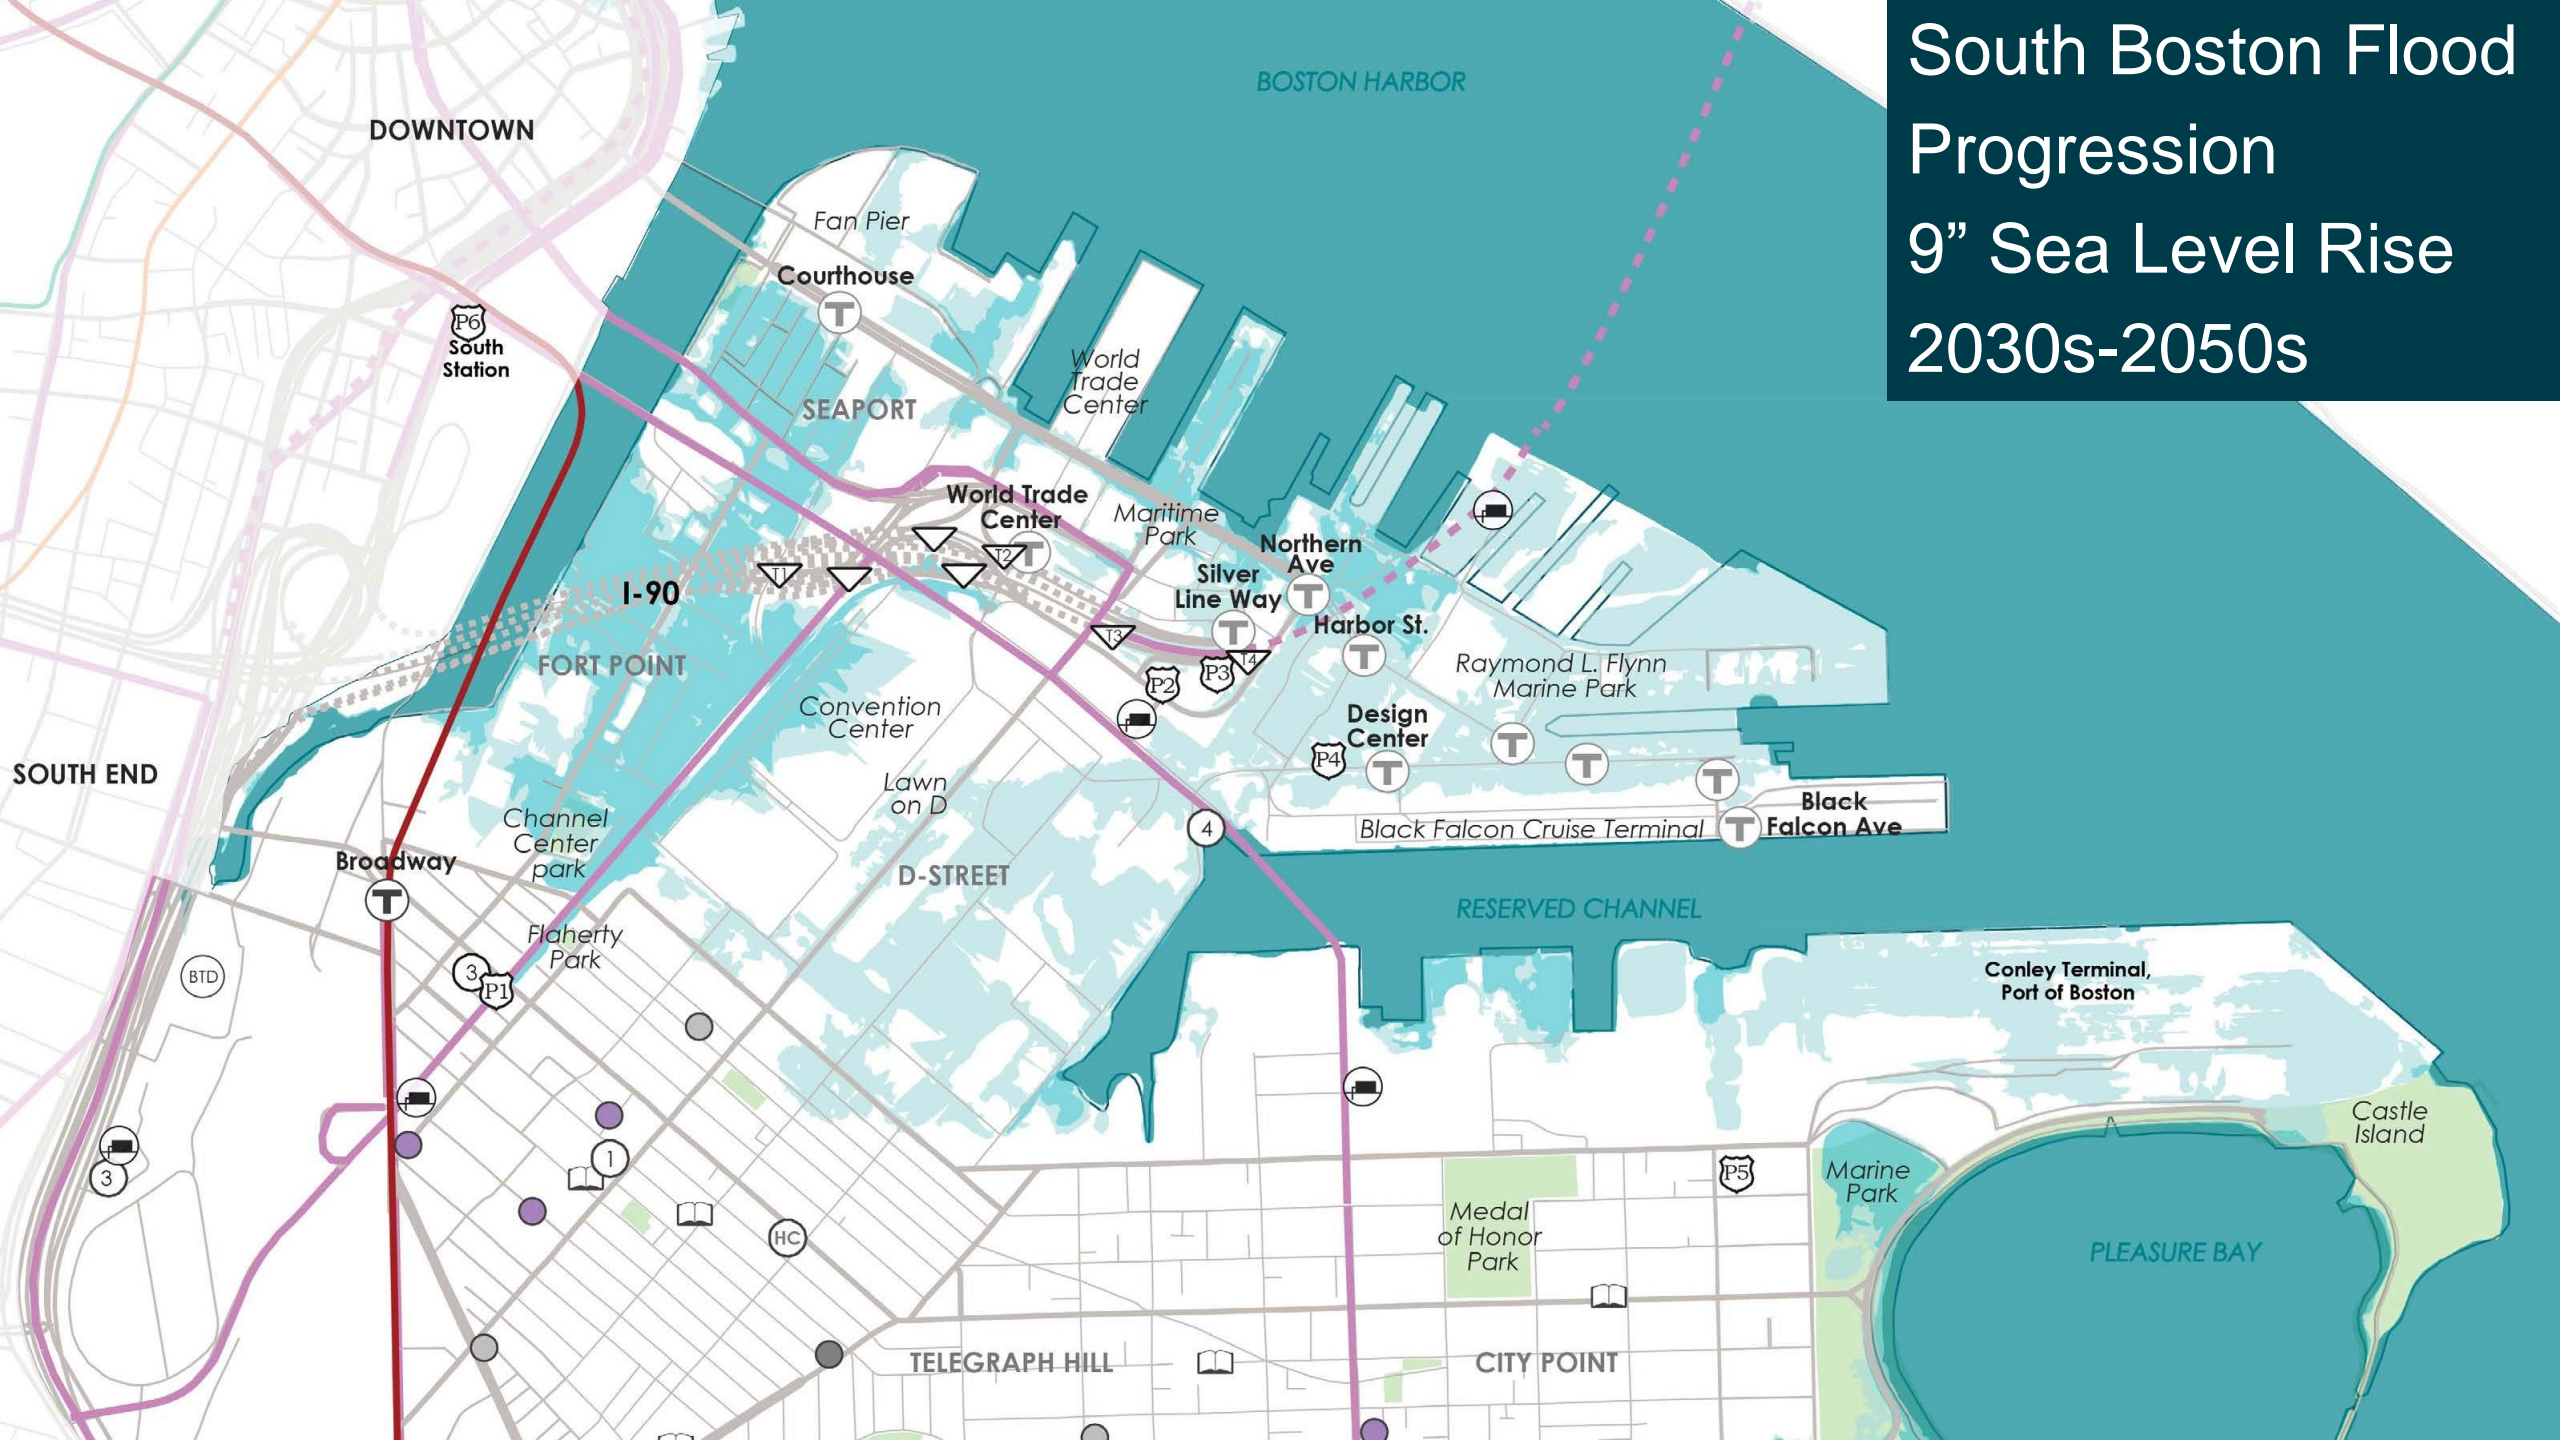 South Boston Flood
Progression
9” Sea Level Rise
2030s-2050s
BOSTON HARBOR
DOWNTOWN
Fan Pier
Courthouse
T
P6
South
Station
World
Trade
Center
SEAPORT
World Trade
Center
T
Maritime
Park
Northern
Ave
T
Silver
Line Way
T
T1
T2
T3
T4
I-90
Harbor St.
T
FORT POINT
P2
P3
Raymond L. Flynn
Marine Park
Convention
Center
Design
Center
T
P4
T
T
T
SOUTH END
Lawn
on D
Channel
Center
park
4
Black Falcon Cruise Terminal
T
Black
Falcon Ave
Broadway
T
D-STREET
RESERVED CHANNEL
Flaherty
Park
3
P1
BTD
Conley Terminal,
Port of Boston
Castle
Island
3
1
P5
Marine
Park
Medal
of Honor
Park
HC
PLEASURE BAY
TELEGRAPH HILL
CITY POINT